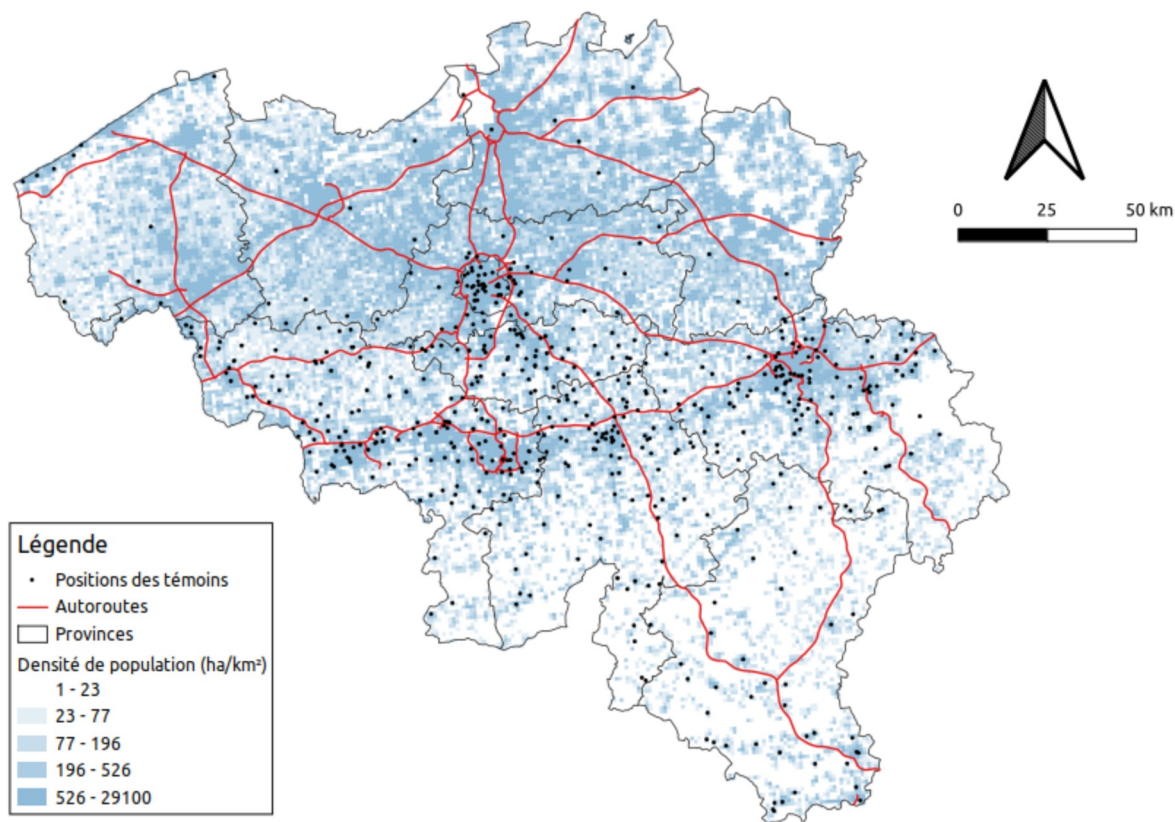 0 25 50 km
Légende
Positions des témoins
Autoroutes
Provinces
Densité de population (ha/km²)
1 - 23
23 - 77
77 - 196
196 - 526
526 - 29100